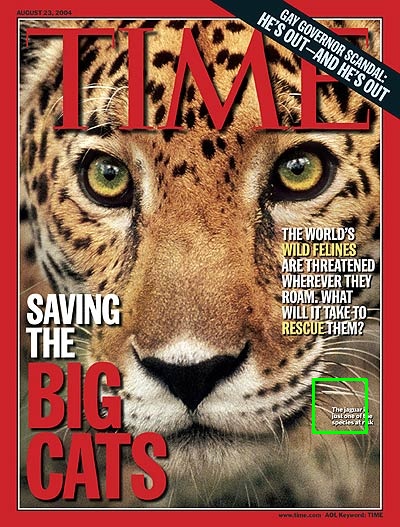 AUGUST 23, 2004
GAY GOVERNOR SCANDAL:
HE'S OUT—AND HE'S OUT
TIME
THE WORLD'S
WILD FELINES
ARE THREATENED
WHEREVER THEY
ROAM. WHAT
WILL IT TAKE TO
RESCUE THEM?
SAVING
THE
BIG
CATS
The jaguar,
just one of the
species at risk
www.time.com AOL Keyword: TIME